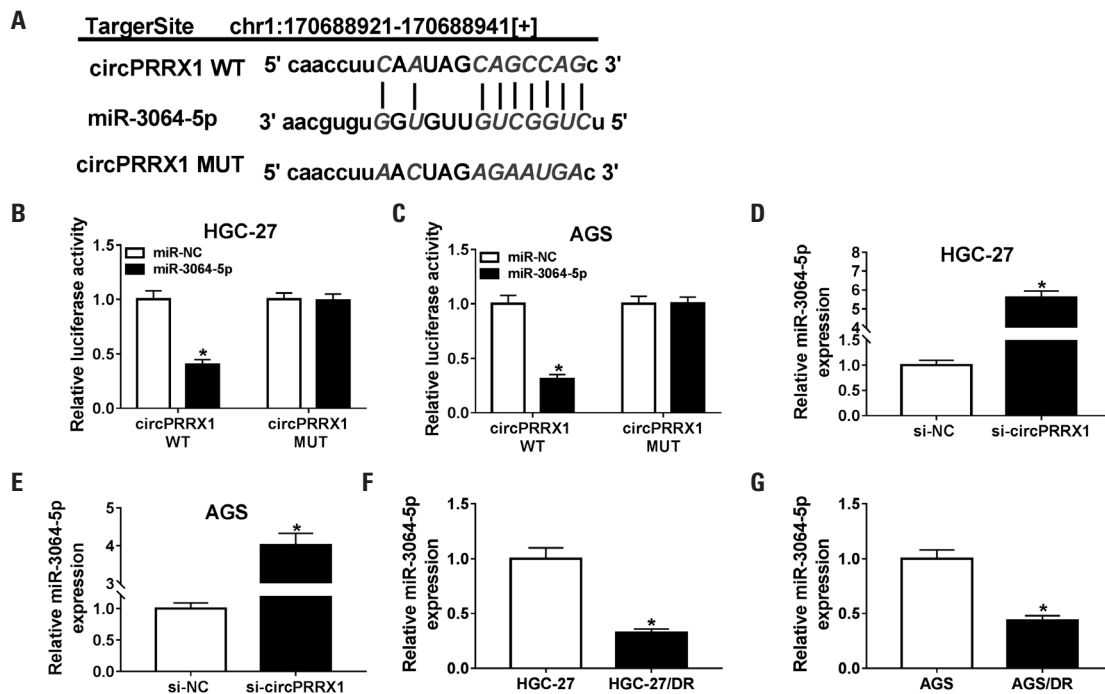 A
TargerSite chr1:170688921-170688941[+]
circPRRX1 WT 5' caaccuuCAAUAGCAGCCAGc 3'
miR-3064-5p 3' aacguguGGUGUUGUCGGUCu 5'
circPRRX1 MUT 5' caaccuuAACUAGAGAAUGAc 3'
B
HGC-27
Relative luciferase activity
miR-NC
miR-3064-5p
1.5
1.0
0.5
0.0
*
circPRRX1 WT
circPRRX1 MUT
C
AGS
Relative luciferase activity
miR-NC
miR-3064-5p
1.5
1.0
0.5
0.0
*
circPRRX1 WT
circPRRX1 MUT
D
HGC-27
Relative miR-3064-5p expression
8
7
6
5
4
1.5
1.0
0.5
0.0
*
si-NC si-circPRRX1
E
AGS
Relative miR-3064-5p expression
5
4
3
1.0
0.5
0.0
*
si-NC si-circPRRX1
F
Relative miR-3064-5p expression
1.5
1.0
0.5
0.0
*
HGC-27 HGC-27/DR
G
Relative miR-3064-5p expression
1.5
1.0
0.5
0.0
*
AGS AGS/DR